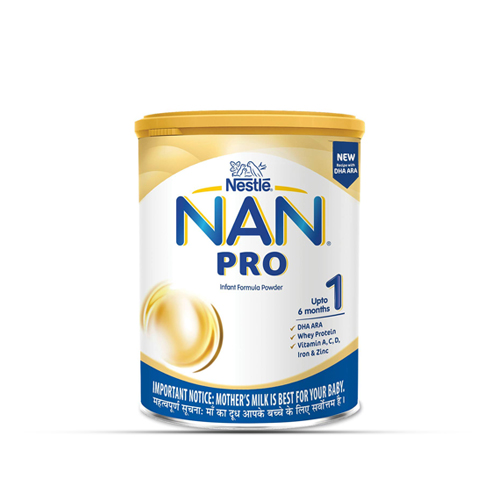 NEW
Recipe with
DHA ARA
Nestlé
NAN®
PRO
Infant Formula Powder
Upto
6 months
1
✓ DHA ARA
✓ Whey Protein
✓ Vitamin A, C, D,
Iron & Zinc
IMPORTANT NOTICE: MOTHER'S MILK IS BEST FOR YOUR BABY.
महत्वपूर्ण सूचना: माँ का दूध आपके बच्चे के लिए सर्वोत्तम है।